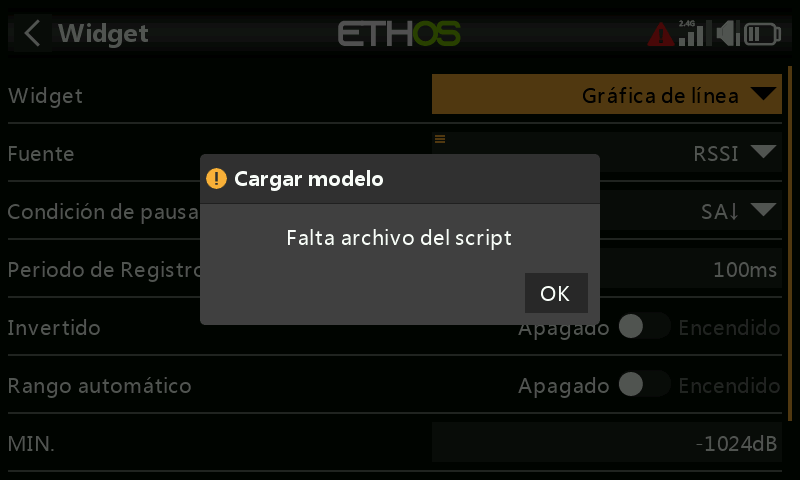 Widget
ETHOS
2.4G
Widget
Gráfica de línea
Fuente
RSSI
Cargar modelo
Condición de pausa
SA↓
Falta archivo del script
Periodo de Registro
100ms
OK
Invertido
Apagado
Encendido
Rango automático
Apagado
Encendido
MIN.
-1024dB